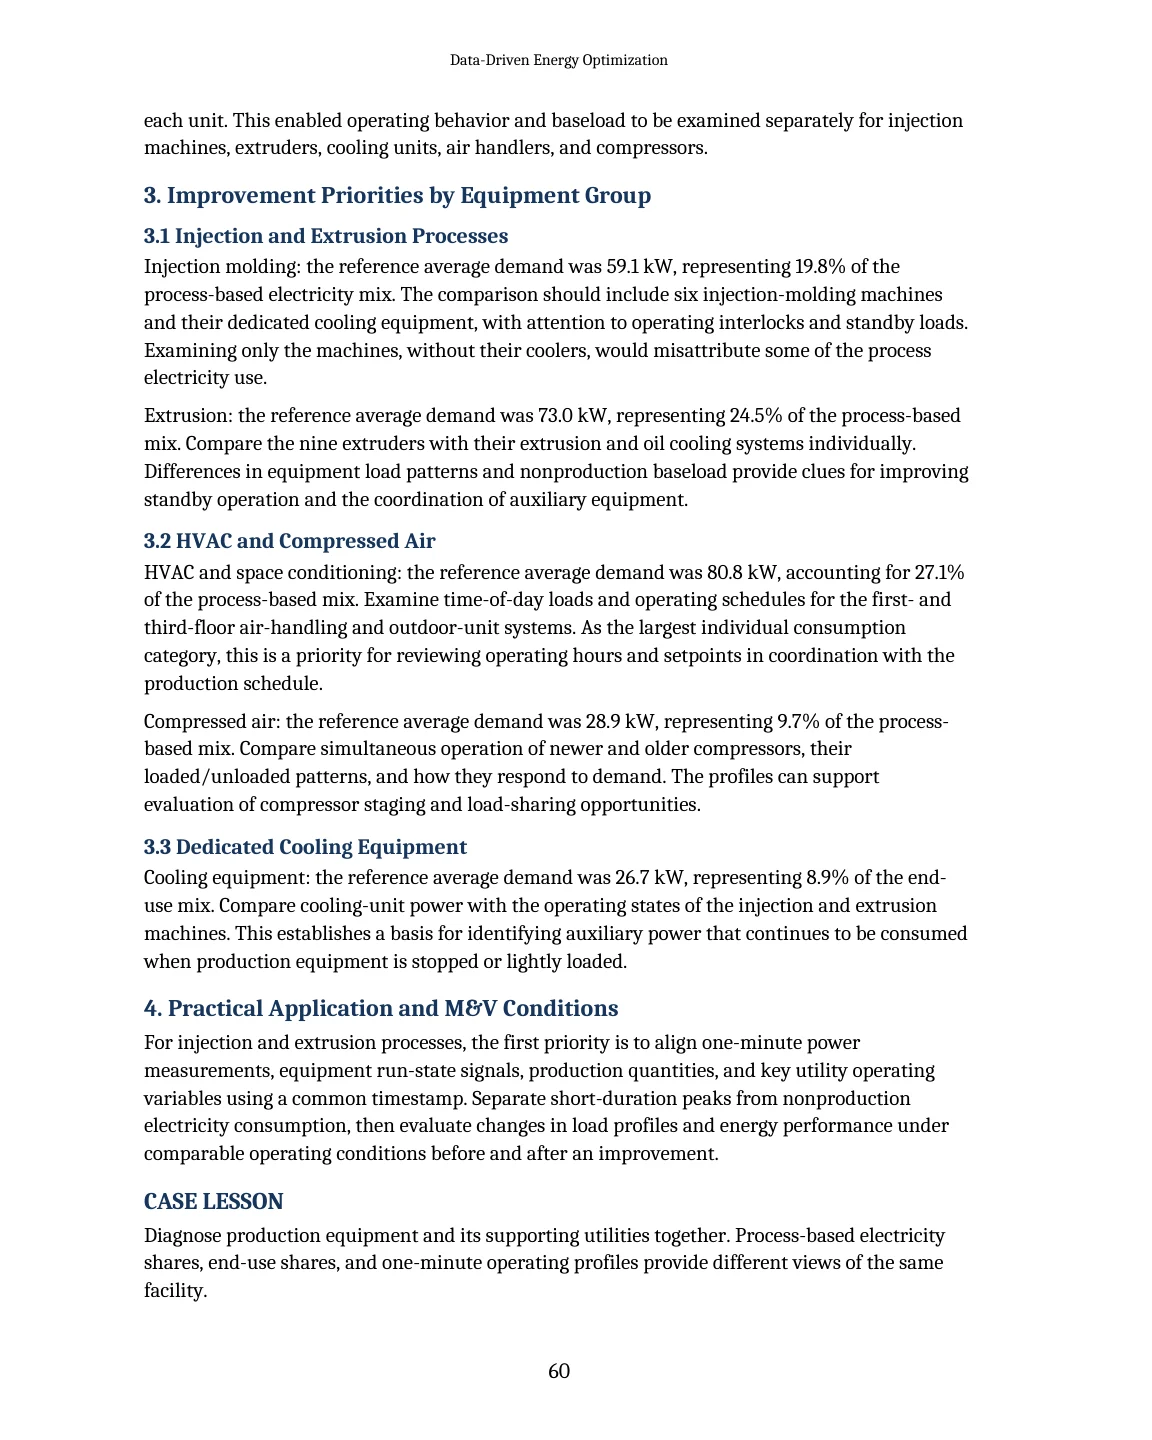 Data-Driven Energy Optimization
each unit. This enabled operating behavior and baseload to be examined separately for injection
machines, extruders, cooling units, air handlers, and compressors.
3. Improvement Priorities by Equipment Group
3.1 Injection and Extrusion Processes
Injection molding: the reference average demand was 59.1 kW, representing 19.8% of the
process-based electricity mix. The comparison should include six injection-molding machines
and their dedicated cooling equipment, with attention to operating interlocks and standby loads.
Examining only the machines, without their coolers, would misattribute some of the process
electricity use.
Extrusion: the reference average demand was 73.0 kW, representing 24.5% of the process-based
mix. Compare the nine extruders with their extrusion and oil cooling systems individually.
Differences in equipment load patterns and nonproduction baseload provide clues for improving
standby operation and the coordination of auxiliary equipment.
3.2 HVAC and Compressed Air
HVAC and space conditioning: the reference average demand was 80.8 kW, accounting for 27.1%
of the process-based mix. Examine time-of-day loads and operating schedules for the first- and
third-floor air-handling and outdoor-unit systems. As the largest individual consumption
category, this is a priority for reviewing operating hours and setpoints in coordination with the
production schedule.
Compressed air: the reference average demand was 28.9 kW, representing 9.7% of the process-
based mix. Compare simultaneous operation of newer and older compressors, their
loaded/unloaded patterns, and how they respond to demand. The profiles can support
evaluation of compressor staging and load-sharing opportunities.
3.3 Dedicated Cooling Equipment
Cooling equipment: the reference average demand was 26.7 kW, representing 8.9% of the end-
use mix. Compare cooling-unit power with the operating states of the injection and extrusion
machines. This establishes a basis for identifying auxiliary power that continues to be consumed
when production equipment is stopped or lightly loaded.
4. Practical Application and M&V Conditions
For injection and extrusion processes, the first priority is to align one-minute power
measurements, equipment run-state signals, production quantities, and key utility operating
variables using a common timestamp. Separate short-duration peaks from nonproduction
electricity consumption, then evaluate changes in load profiles and energy performance under
comparable operating conditions before and after an improvement.
CASE LESSON
Diagnose production equipment and its supporting utilities together. Process-based electricity
shares, end-use shares, and one-minute operating profiles provide different views of the same
facility.
60